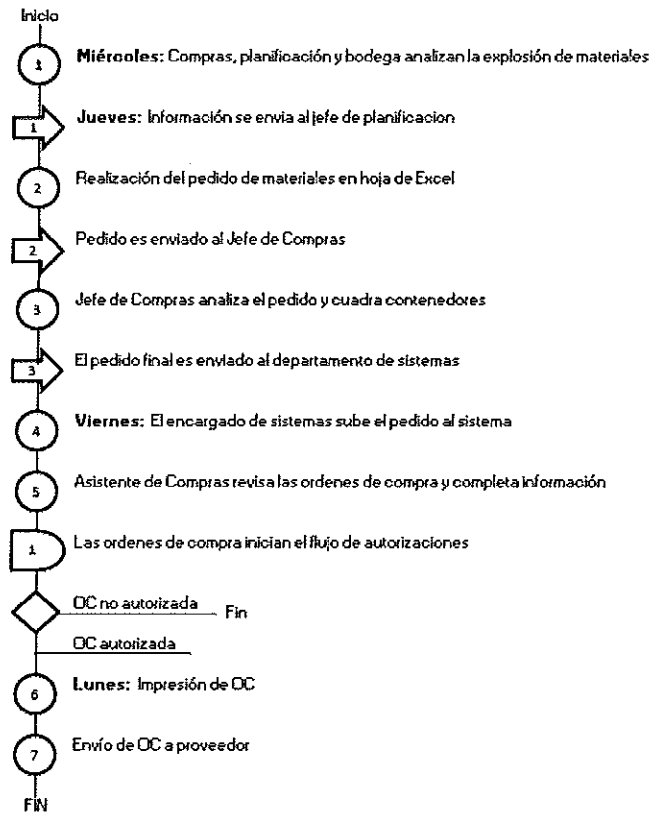 Inicio
1 Miércoles: Compras, planificación y bodega analizan la explosión de materiales
1 Jueves: Información se envia al jefe de planificacion
2 Realización del pedido de materiales en hoja de Excel
2 Pedido es enviado al Jefe de Compras
3 Jefe de Compras analiza el pedido y cuadra contenedores
3 El pedido final es enviado al departamento de sistemas
4 Viernes: El encargado de sistemas sube el pedido al sistema
5 Asistente de Compras revisa las ordenes de compra y completa información
1 Las ordenes de compra inician el flujo de autorizaciones
OC no autorizada Fin
OC autorizada
6 Lunes: Impresión de OC
7 Envío de OC a proveedor
FIN